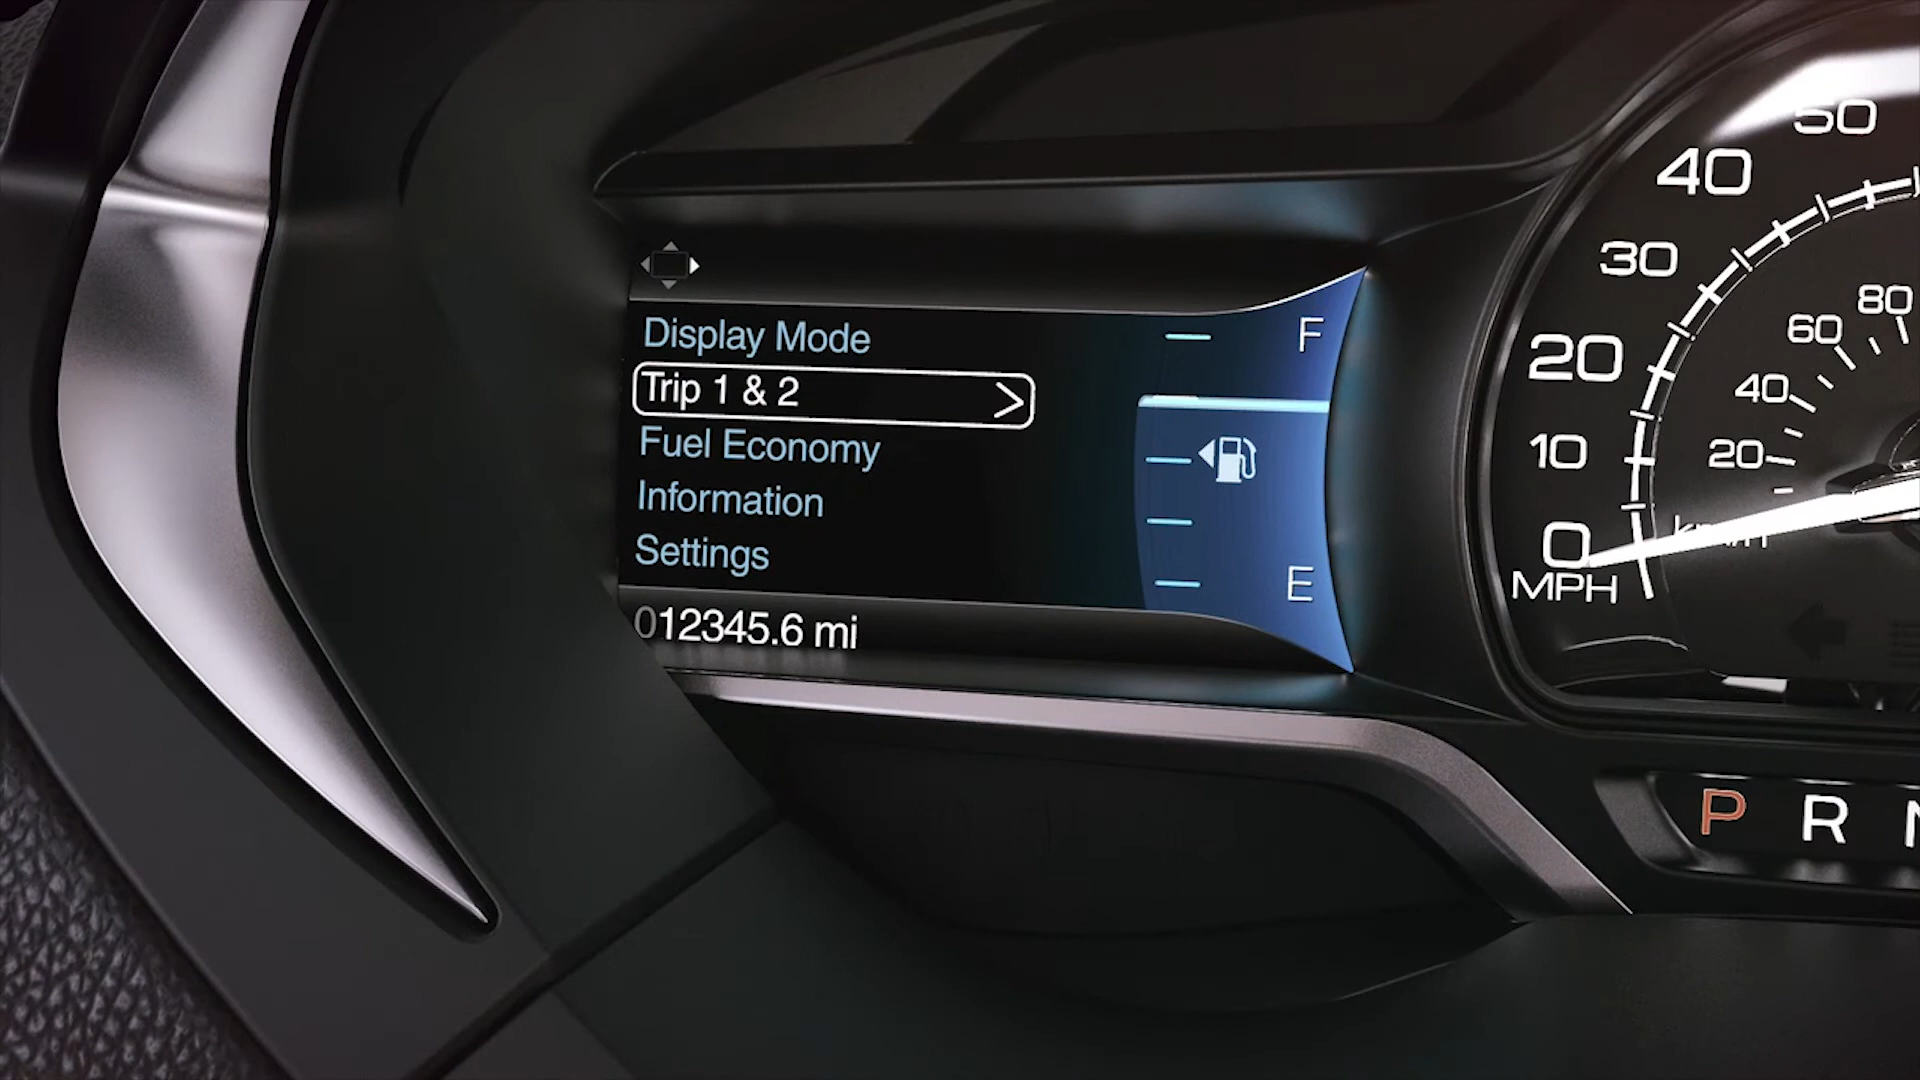 Display Mode
Trip 1 & 2 >
Fuel Economy
Information
Settings
012345.6 mi
F
E
50
40
30
20
10
0
MPH
80
60
40
20
km/h
P R N